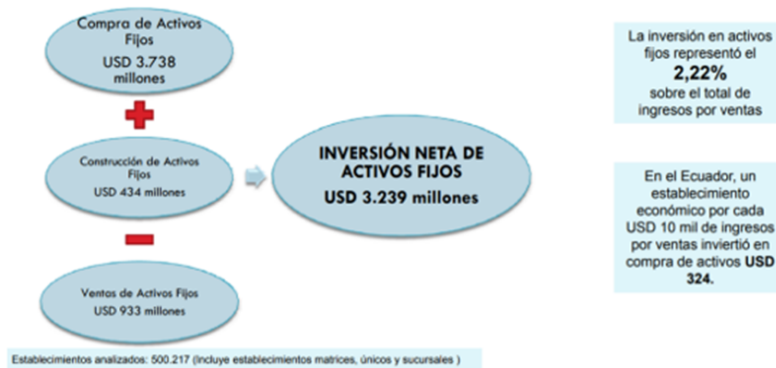 Compra de Activos
Fijos
USD 3.738
millones
Construcción de Activos
Fijos
USD 434 millones
Ventas de Activos Fijos
USD 933 millones
INVERSIÓN NETA DE
ACTIVOS FIJOS
USD 3.239 millones
La inversión en activos
fijos representó el
2,22%
sobre el total de
ingresos por ventas
En el Ecuador, un
establecimiento
económico por cada
USD 10 mil de ingresos
por ventas invirtió en
compra de activos USD
324.
Establecimientos analizados: 500.217 (Incluye establecimientos matrices, únicos y sucursales )